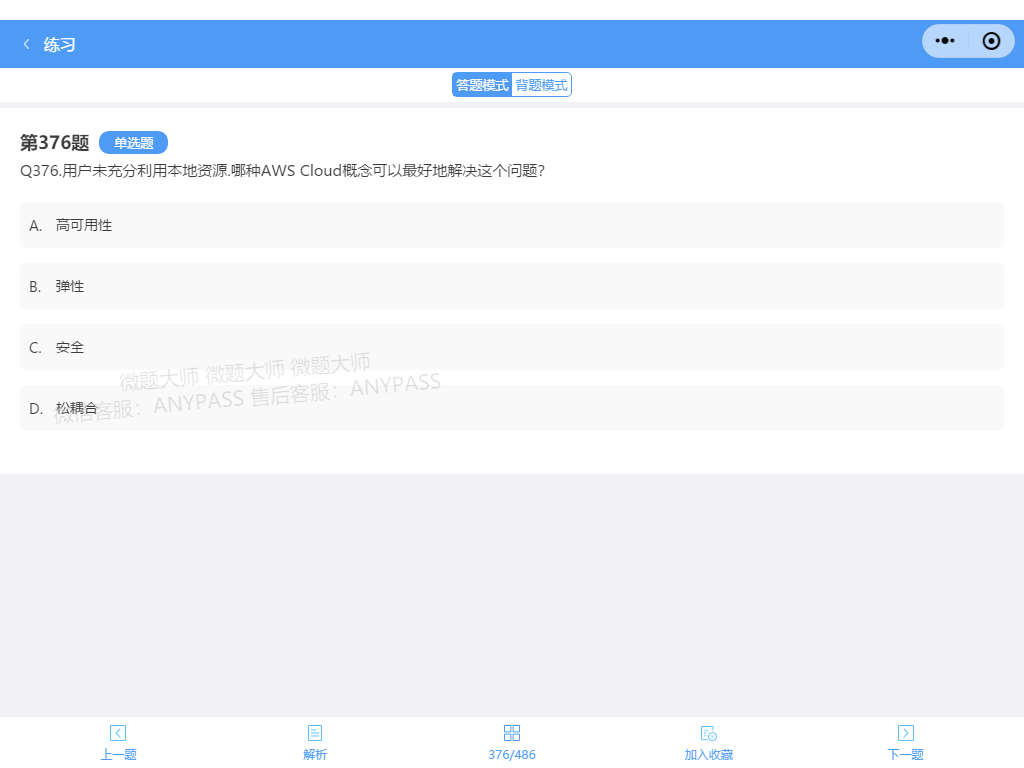 练习
答题模式 背题模式
第376题 单选题
Q376.用户未充分利用本地资源.哪种AWS Cloud概念可以最好地解决这个问题?
A. 高可用性
B. 弹性
C. 安全
微题大师 微题大师 微题大师
D. 松耦合
微信客服：ANYPASS 售后客服：ANYPASS
上一题 解析 376/486 加入收藏 下一题